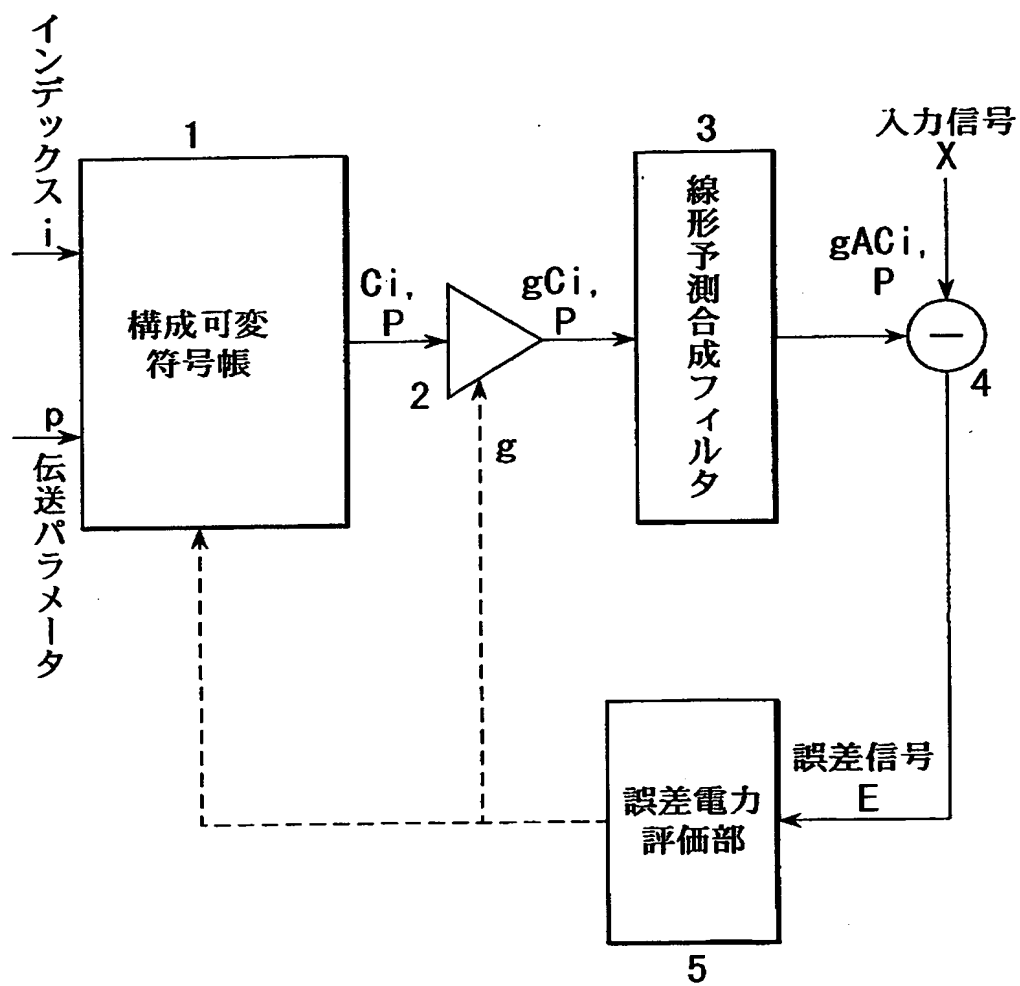 インデックス i
1
構成可変
符号帳
p
伝送パラメータ
Ci,
P
2
g
gCi,
P
3
線形予測合成フィルタ
入力信号
X
gACi,
P
4
誤差信号
E
誤差電力
評価部
5